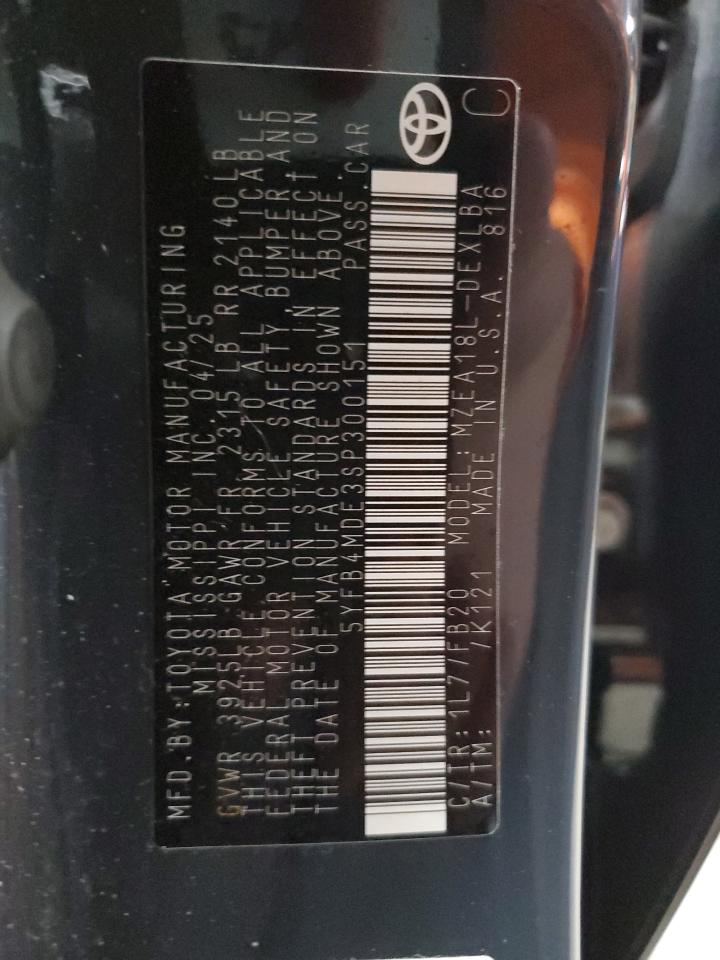 MFD.BY:TOYOTA MOTOR MANUFACTURING
MISSISSIPPI INC.04/25
GVWR 3925LB GAWR FR 2315 LB RR 2140LB
THIS VEHICLE CONFORMS TO ALL APPLICABLE
FEDERAL MOTOR VEHICLE SAFETY, BUMPER AND
THEFT PREVENTION STANDARDS IN EFFECT ON
THE DATE OF MANUFACTURE SHOWN ABOVE.
5YFB4MDE3SP300151 PASS.CAR
C/TR:1L7/FB20 MODEL:MZEA18L-DEXLBA
A/TM: /K121 MADE IN U.S.A. 816
C